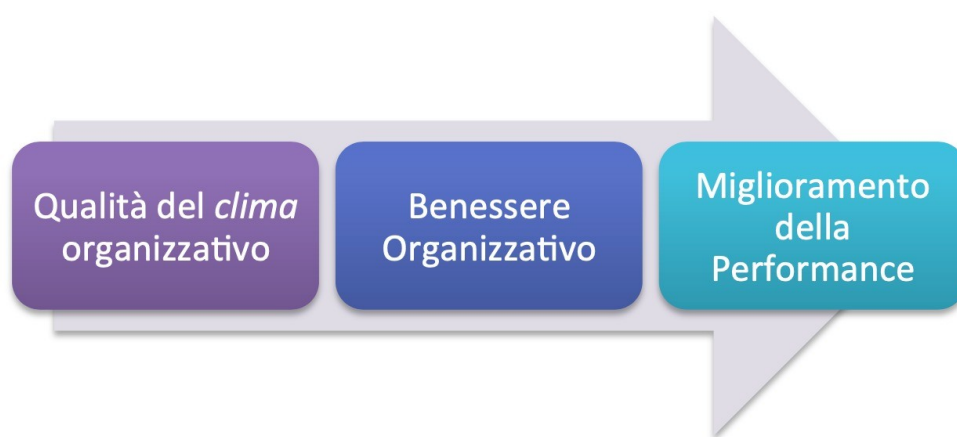 Qualità del clima
organizzativo
Benessere
Organizzativo
Miglioramento
della
Performance